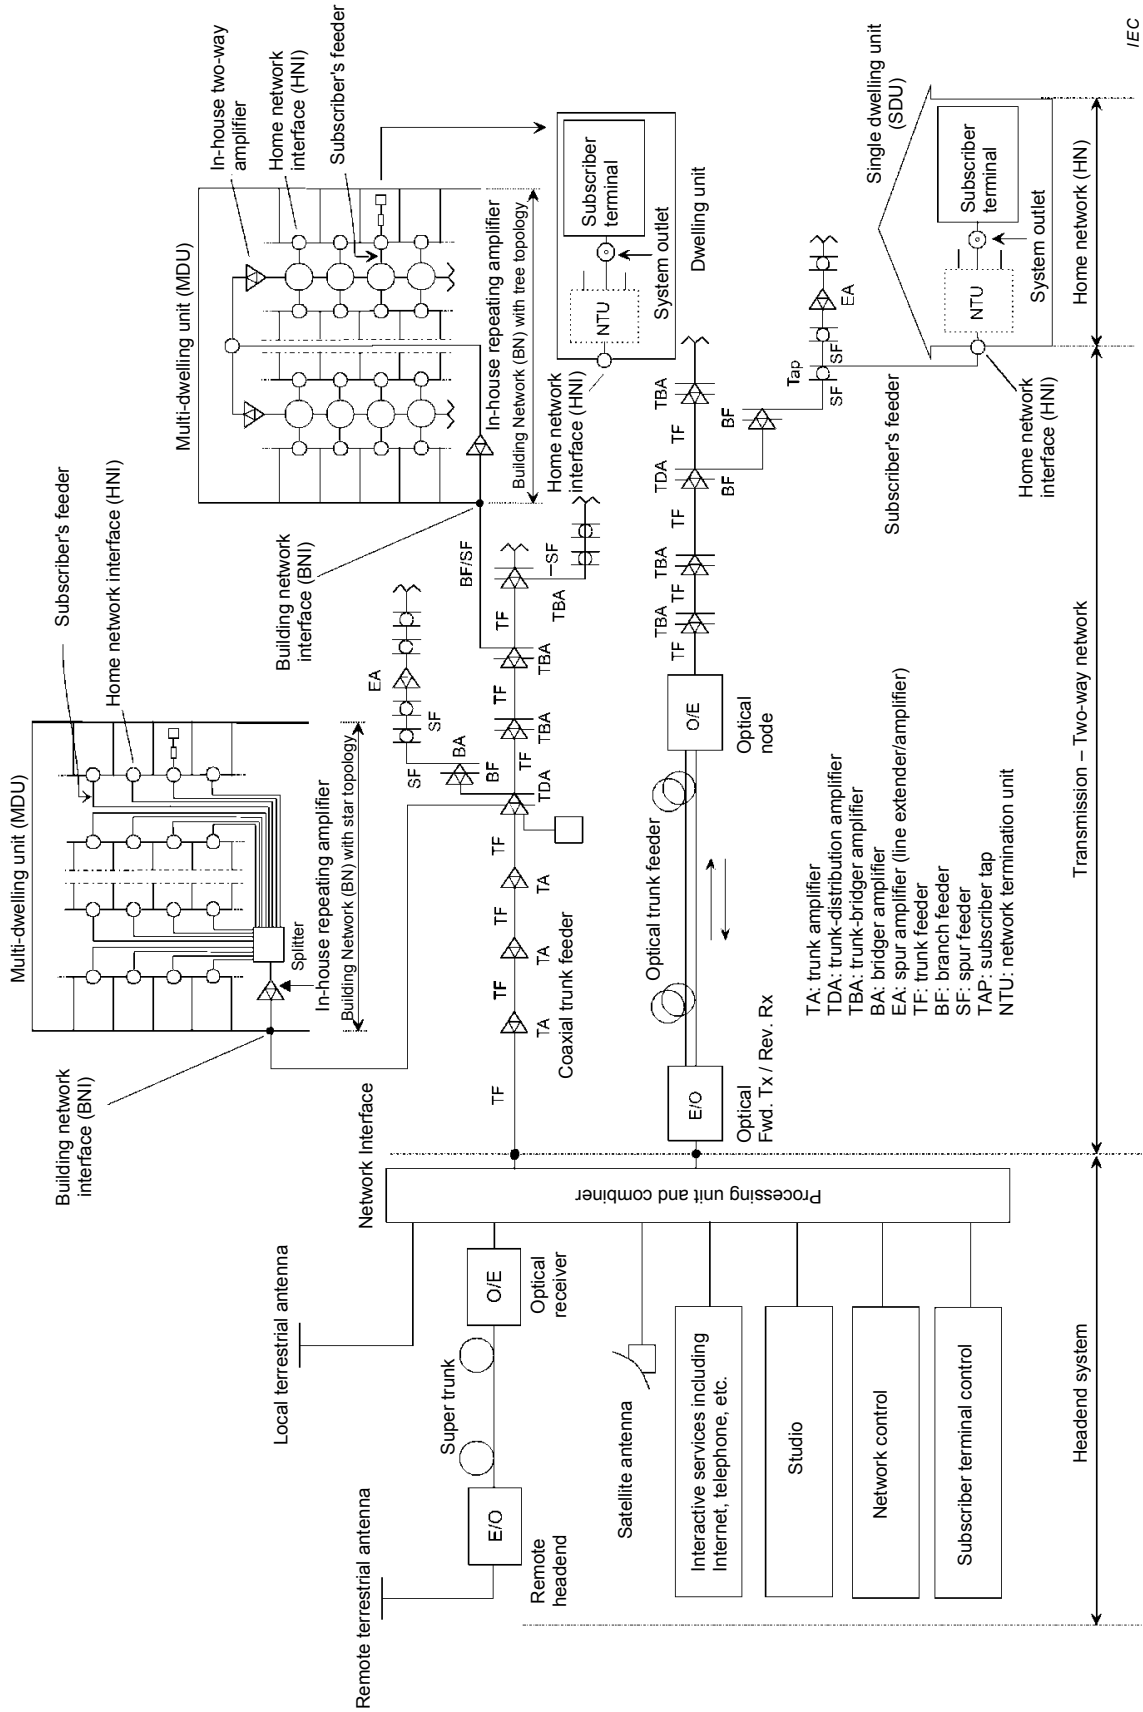 Multi-dwelling unit (MDU)
Subscriber's feeder
Home network interface (HNI)
Splitter
In-house repeating amplifier
Building Network (BN) with star topology
Building network
interface (BNI)
Multi-dwelling unit (MDU)
In-house two-way
amplifier
Home network
interface (HNI)
Subscriber's feeder
In-house repeating amplifier
Building Network (BN) with tree topology
Building network
interface (BNI)
Home network
interface (HNI)
NTU
Subscriber
terminal
System outlet
Dwelling unit
Remote terrestrial antenna
Local terrestrial antenna
Network Interface
E/O
Remote
headend
Super trunk
O/E
Optical
receiver
Satellite antenna
Interactive services including
Internet, telephone, etc.
Studio
Network control
Subscriber terminal control
Processing unit and combiner
TF
TA
TF
TA
TF
TA
TF
TDA
TF
TBA
TF
TBA
TF
TBA
Coaxial trunk feeder
BF
BA
SF
SF
EA
BF/SF
SF
E/O
Optical
Fwd. Tx / Rev. Rx
Optical trunk feeder
O/E
Optical
node
TF
TBA
TF
TBA
TF
TDA
TF
TBA
BF
BF
SF
Tap
SF
EA
Subscriber's feeder
Single dwelling unit
(SDU)
Home network
interface (HNI)
NTU
Subscriber
terminal
System outlet
TA: trunk amplifier
TDA: trunk-distribution amplifier
TBA: trunk-bridger amplifier
BA: bridger amplifier
EA: spur amplifier (line extender/amplifier)
TF: trunk feeder
BF: branch feeder
SF: spur feeder
TAP: subscriber tap
NTU: network termination unit
Headend system
Transmission – Two-way network
Home network (HN)
IEC